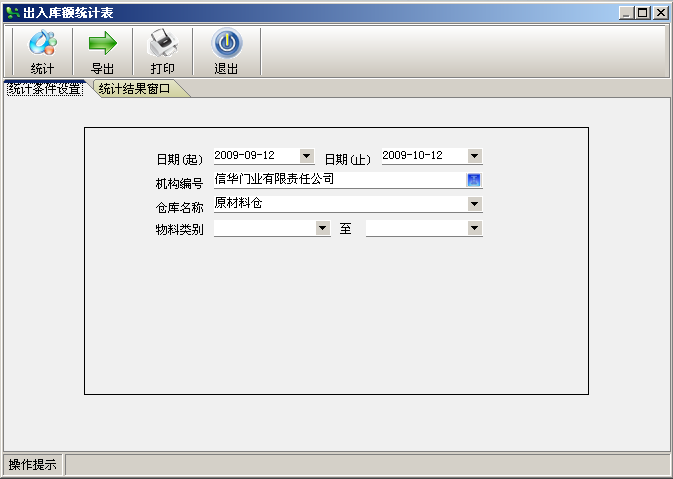 出入库额统计表
统计 导出 打印 退出
统计条件设置 统计结果窗口
日期(起) 2009-09-12 日期(止) 2009-10-12
机构编号 信华门业有限责任公司
仓库名称 原材料仓
物料类别 至
操作提示